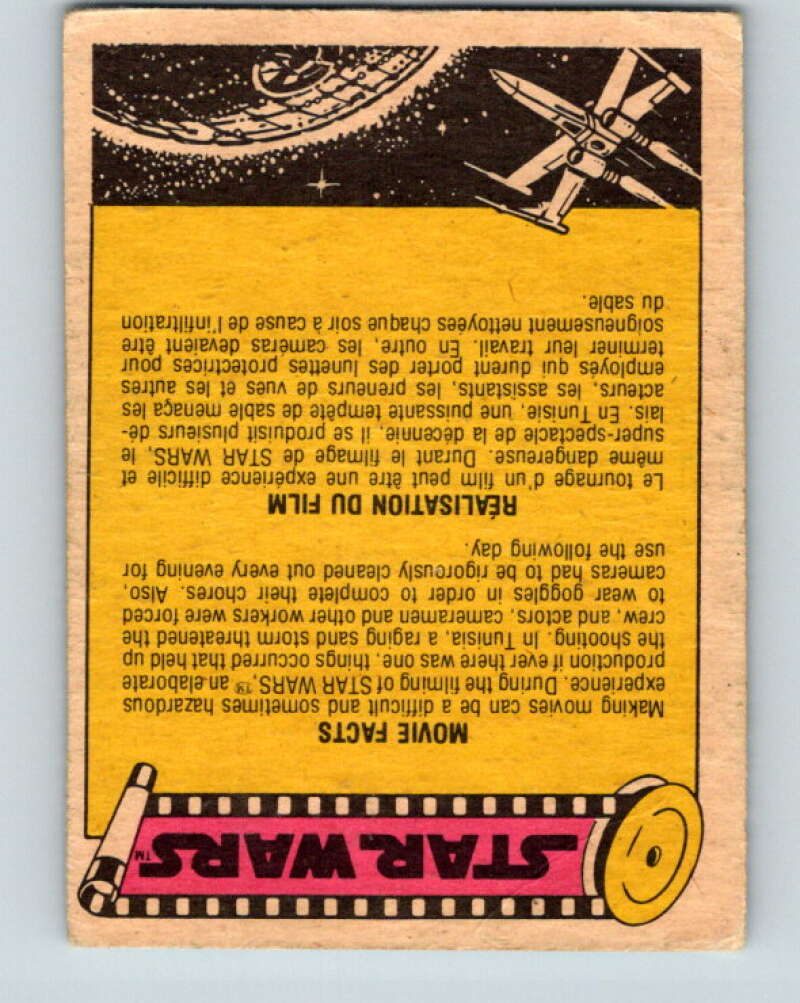 STAR WARS™
MOVIE FACTS
Making movies can be a difficult and sometimes hazardous
experience. During the filming of STAR WARS,™ an elaborate
production if ever there was one, things occurred that held up
the shooting. In Tunisia, a raging sand storm threatened the
crew, and actors, cameramen and other workers were forced
to wear goggles in order to complete their chores. Also,
cameras had to be rigorously cleaned out every evening for
use the following day.
RÉALISATION DU FILM
Le tournage d'un film peut être une expérience difficile et
même dangereuse. Durant le filmage de STAR WARS, le
super-spectacle de la décennie, il se produisit plusieurs dé-
lais. En Tunisie, une puissante tempête de sable menaça les
acteurs, les assistants, les preneurs de vues et les autres
employés qui durent porter des lunettes protectrices pour
terminer leur travail. En outre, les caméras devaient être
soigneusement nettoyées chaque soir à cause de l'infiltration
du sable.